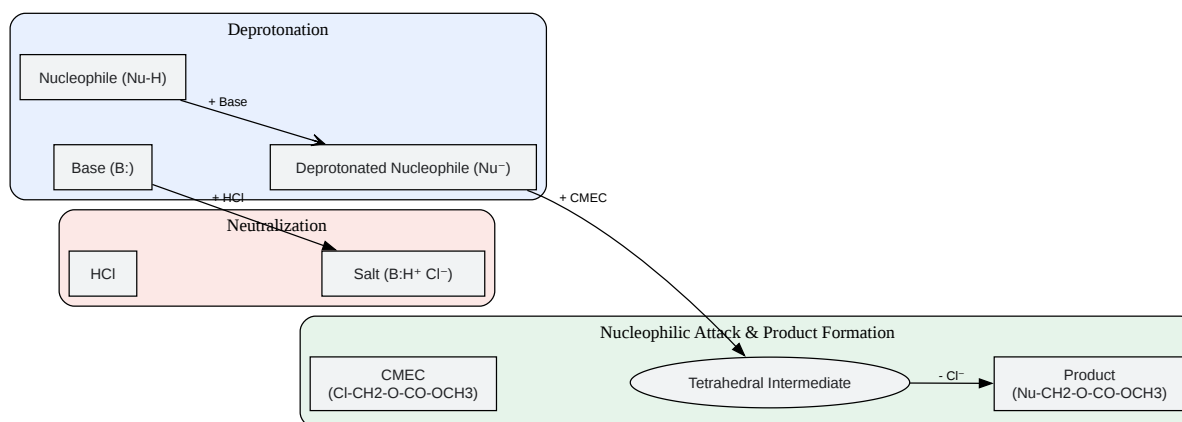 Deprotonation
Nucleophile (Nu-H)
+ Base
Base (B:)
Deprotonated Nucleophile (Nu⁻)
+ HCl
+ CMEC
Neutralization
HCl
Salt (B:H⁺ Cl⁻)
Nucleophilic Attack & Product Formation
CMEC
(Cl-CH2-O-CO-OCH3)
Tetrahedral Intermediate
- Cl⁻
Product
(Nu-CH2-O-CO-OCH3)